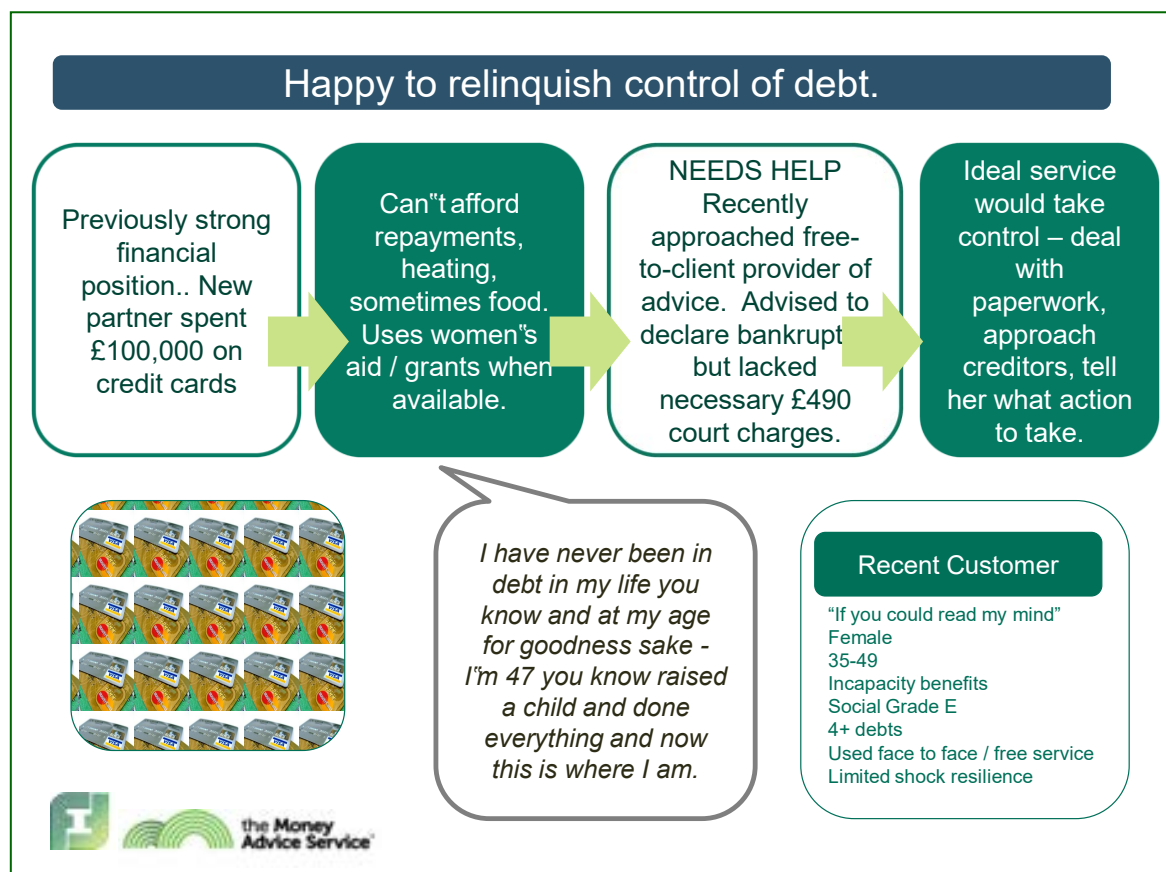 Happy to relinquish control of debt.
Previously strong
financial
position.. New
partner spent
£100,000 on
credit cards
Can‟t afford
repayments,
heating,
sometimes food.
Uses women‟s
aid / grants when
available.
NEEDS HELP
Recently
approached free-
to-client provider of
advice.  Advised to
declare bankrupt
but lacked
necessary £490
court charges.
Ideal service
would take
control – deal
with
paperwork,
approach
creditors, tell
her what action
to take.
I have never been in
debt in my life you
know and at my age
for goodness sake -
I‟m 47 you know raised
a child and done
everything and now
this is where I am.
Recent Customer
“If you could read my mind”
Female
35-49
Incapacity benefits
Social Grade E
4+ debts
Used face to face / free service
Limited shock resilience
VISA
the Money
Advice Service